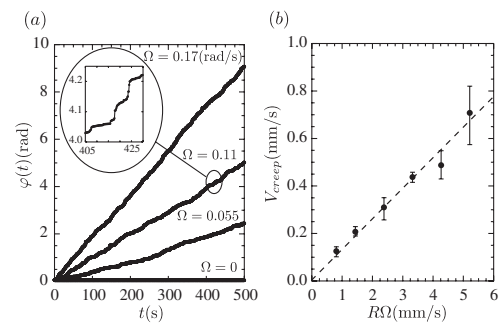 (a)
10
8
6
4
2
0
φ(t)(rad)
Ω = 0.17(rad/s)
4.2
4.1
4.0
405
425
Ω = 0.11
Ω = 0.055
Ω = 0
0 100 200 300 400 500
t(s)
(b)
1.0
0.8
0.6
0.4
0.2
0.0
V_creep(mm/s)
0 1 2 3 4 5 6
RΩ(mm/s)